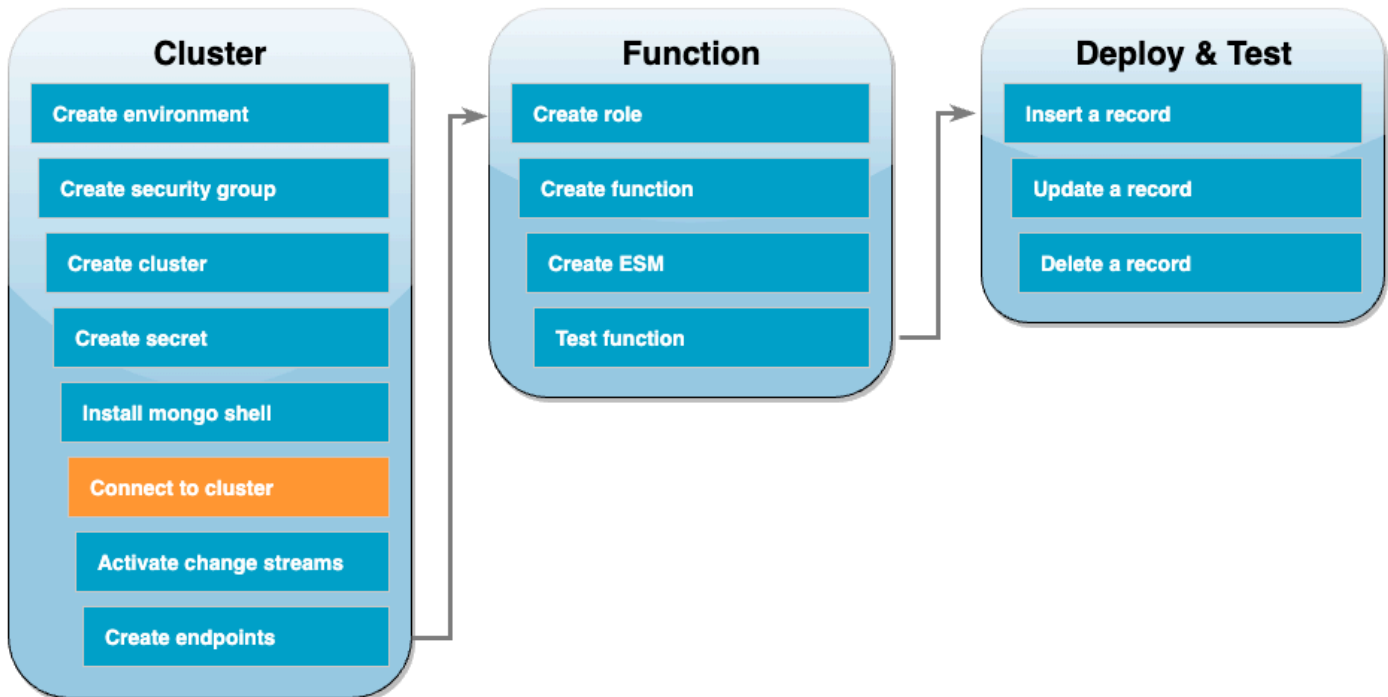 Cluster
Create environment
Create security group
Create cluster
Create secret
Install mongo shell
Connect to cluster
Activate change streams
Create endpoints
Function
Create role
Create function
Create ESM
Test function
Deploy & Test
Insert a record
Update a record
Delete a record